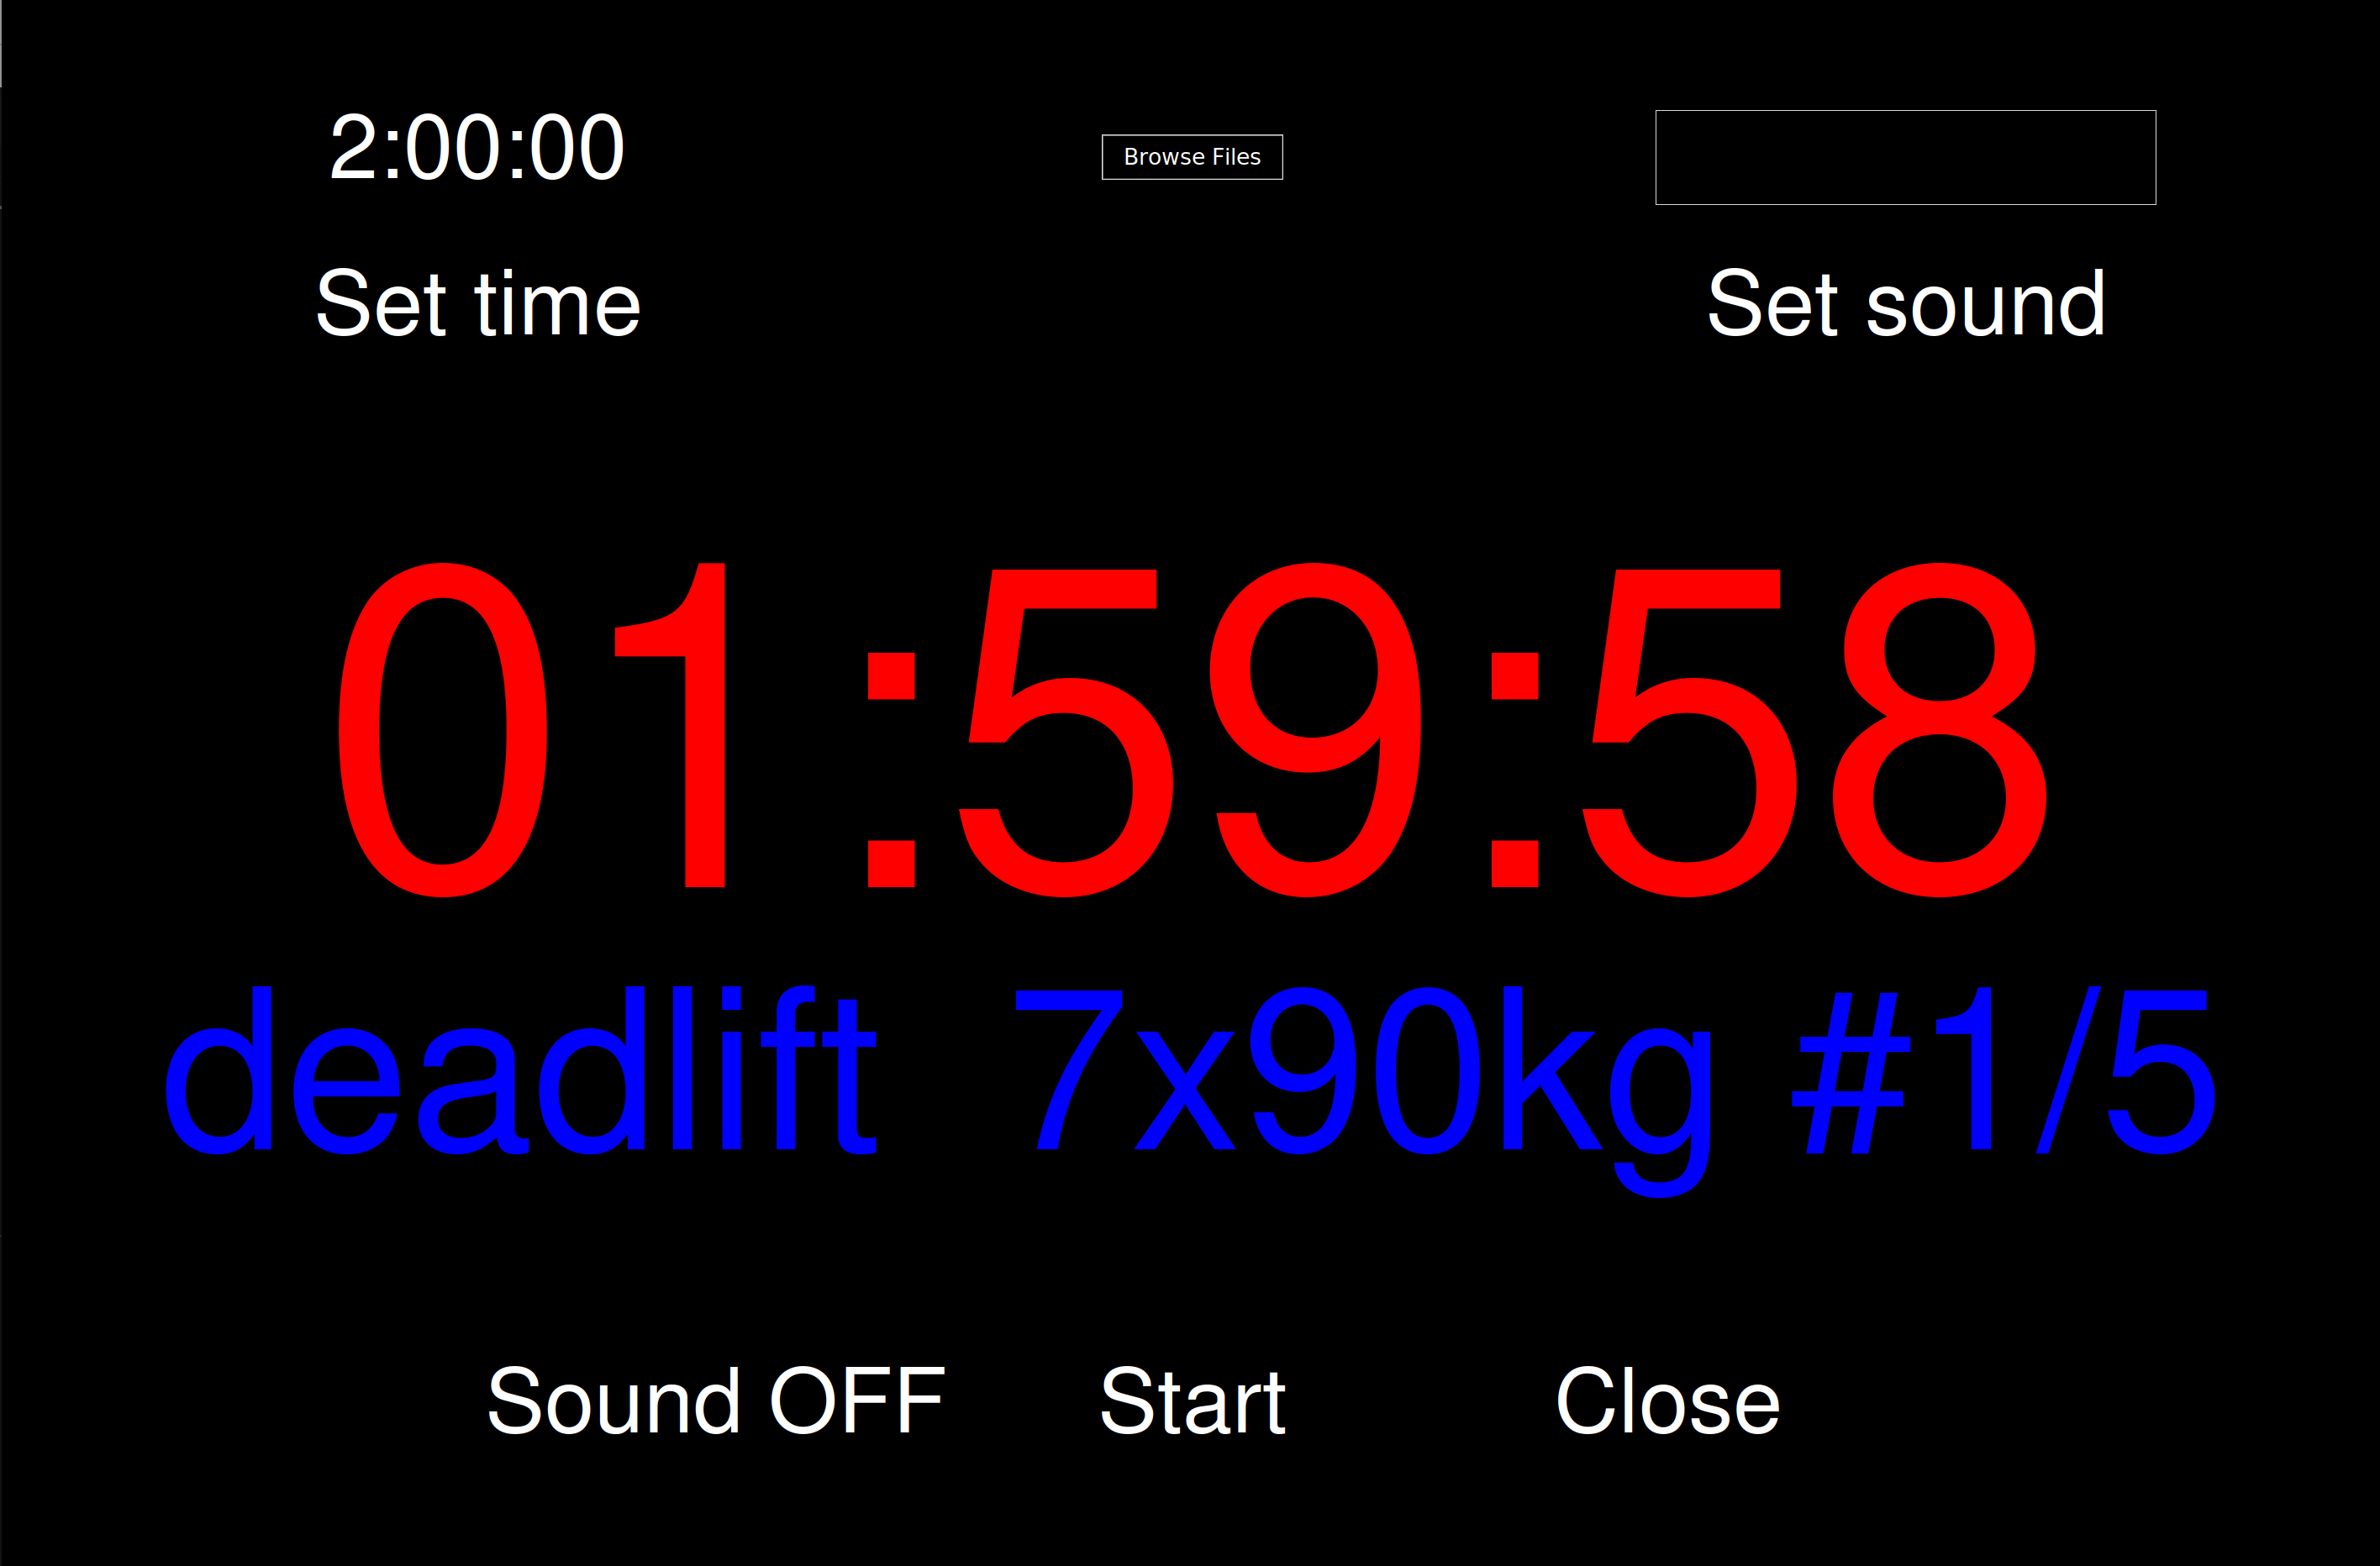 2:00:00
Browse Files
Set time
Set sound
01:59:58
deadlift 7x90kg #1/5
Sound OFF
Start
Close